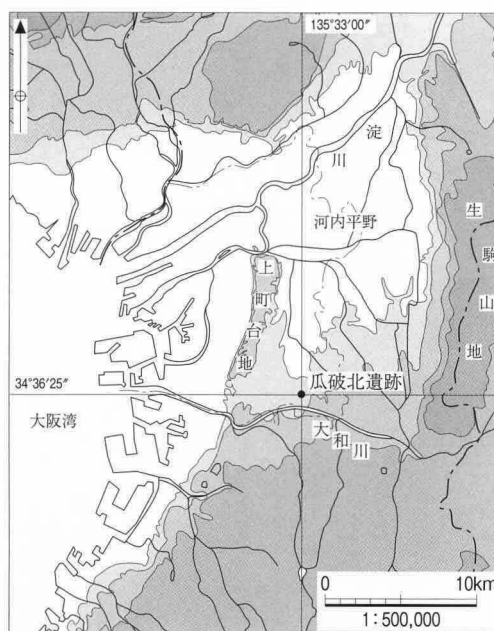 135°33′00″
淀川
河内平野
生駒山地
上町台地
34°36′25″
瓜破北遺跡
大阪湾
大和川
0 10km
1:500,000